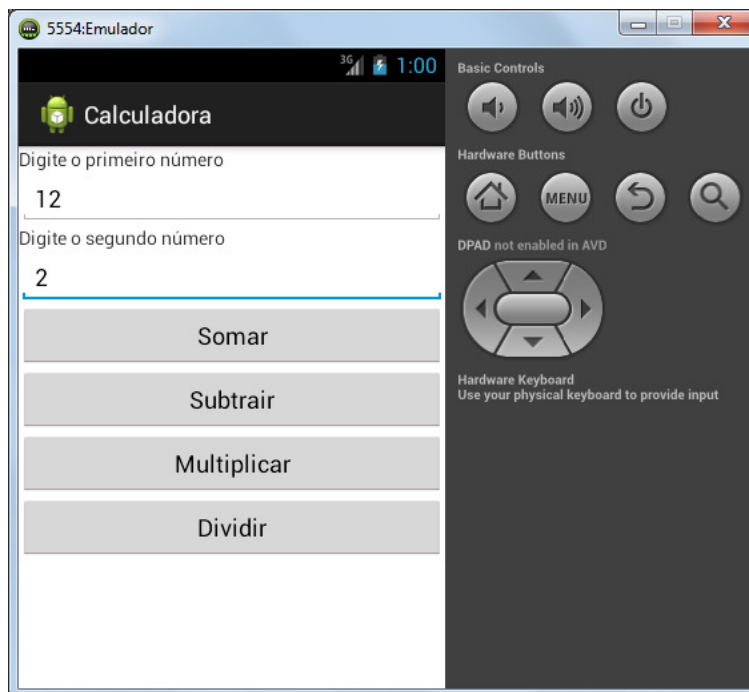 5554:Emulador
3G 1:00
Calculadora
Digite o primeiro número
12
Digite o segundo número
2
Somar
Subtrair
Multiplicar
Dividir
Basic Controls
Hardware Buttons
MENU
DPAD not enabled in AVD
Hardware Keyboard
Use your physical keyboard to provide input